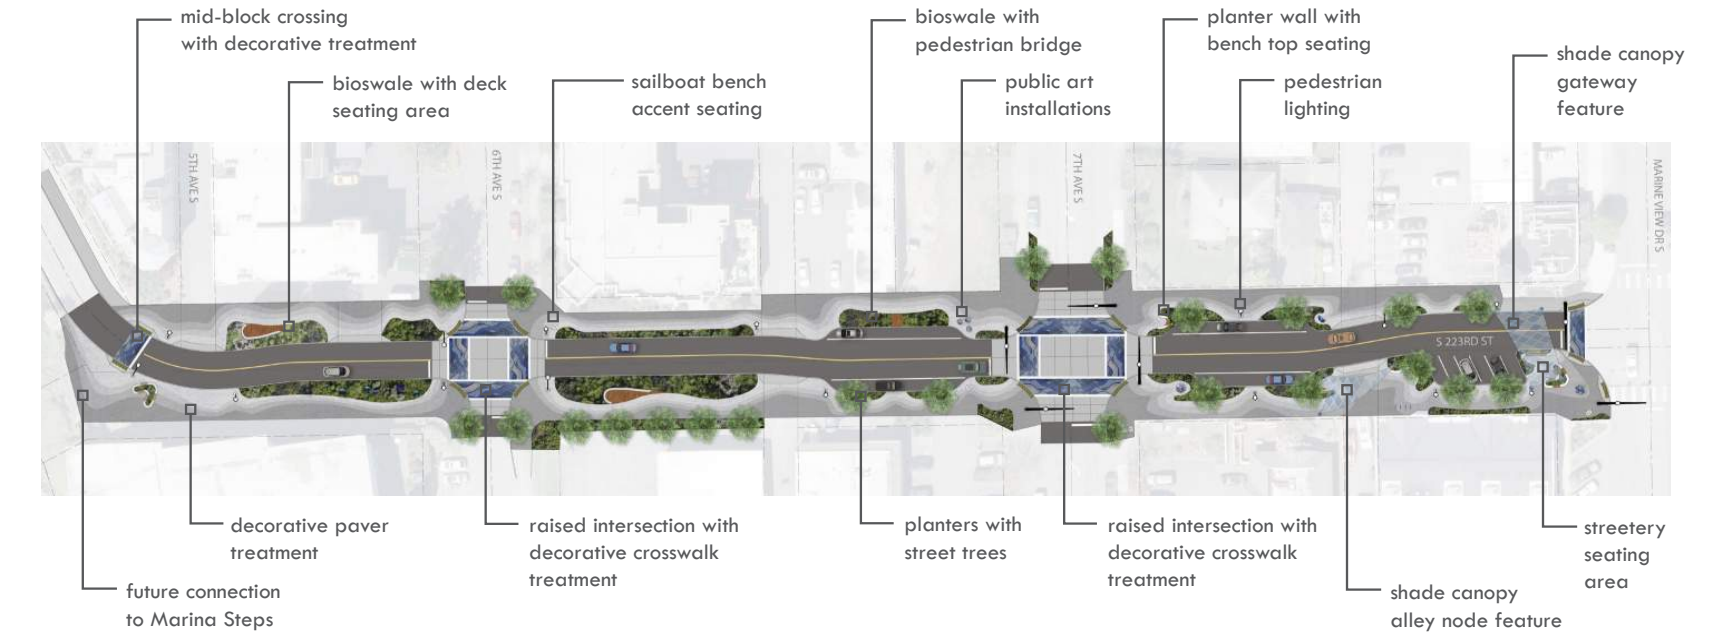 mid-block crossing
with decorative treatment
bioswale with deck
seating area
sailboat bench
accent seating
bioswale with
pedestrian bridge
public art
installations
planter wall with
bench top seating
pedestrian
lighting
shade canopy
gateway
feature
5TH AVE S
6TH AVE S
7TH AVE S
MARINE VIEW DR S
S 223RD ST
decorative paver
treatment
future connection
to Marina Steps
raised intersection with
decorative crosswalk
treatment
planters with
street trees
raised intersection with
decorative crosswalk
treatment
shade canopy
alley node feature
streetery
seating
area